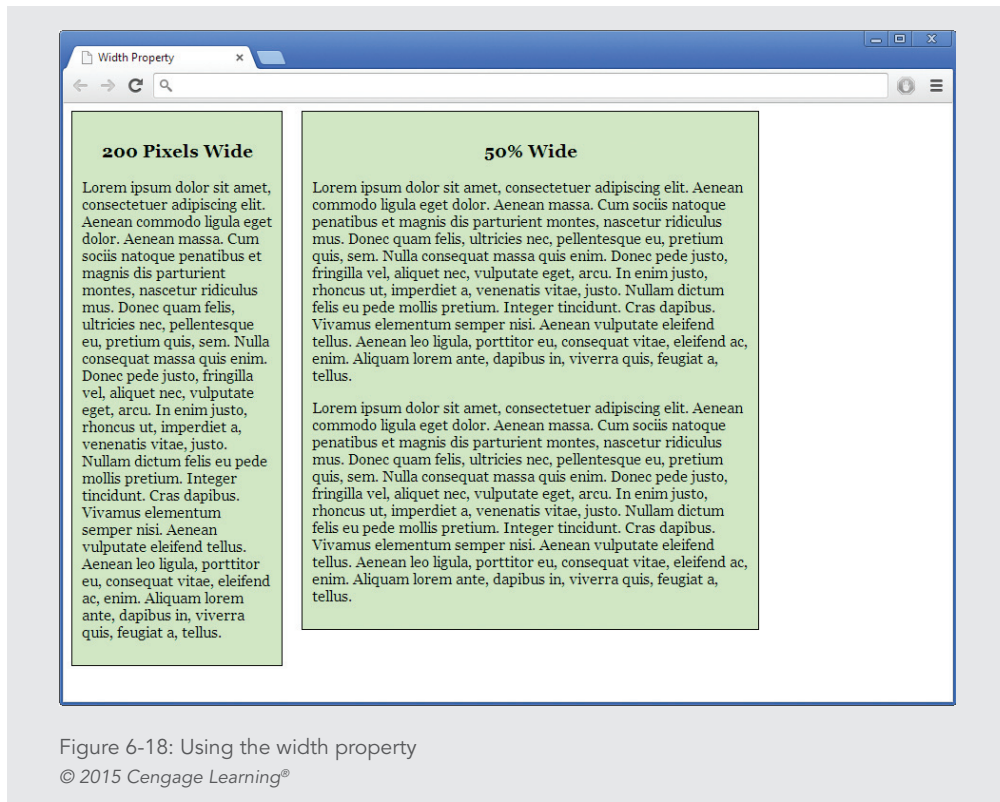 Width Property
200 Pixels Wide
Lorem ipsum dolor sit amet,
consectetuer adipiscing elit.
Aenean commodo ligula eget
dolor. Aenean massa. Cum
sociis natoque penatibus et
magnis dis parturient
montes, nascetur ridiculus
mus. Donec quam felis,
ultricies nec, pellentesque
eu, pretium quis, sem. Nulla
consequat massa quis enim.
Donec pede justo, fringilla
vel, aliquet nec, vulputate
eget, arcu. In enim justo,
rhoncus ut, imperdiet a,
venenatis vitae, justo.
Nullam dictum felis eu pede
mollis pretium. Integer
tincidunt. Cras dapibus.
Vivamus elementum
semper nisi. Aenean
vulputate eleifend tellus.
Aenean leo ligula, porttitor
eu, consequat vitae, eleifend
ac, enim. Aliquam lorem
ante, dapibus in, viverra
quis, feugiat a, tellus.
50% Wide
Lorem ipsum dolor sit amet, consectetuer adipiscing elit. Aenean
commodo ligula eget dolor. Aenean massa. Cum sociis natoque
penatibus et magnis dis parturient montes, nascetur ridiculus
mus. Donec quam felis, ultricies nec, pellentesque eu, pretium
quis, sem. Nulla consequat massa quis enim. Donec pede justo,
fringilla vel, aliquet nec, vulputate eget, arcu. In enim justo,
rhoncus ut, imperdiet a, venenatis vitae, justo. Nullam dictum
felis eu pede mollis pretium. Integer tincidunt. Cras dapibus.
Vivamus elementum semper nisi. Aenean vulputate eleifend
tellus. Aenean leo ligula, porttitor eu, consequat vitae, eleifend ac,
enim. Aliquam lorem ante, dapibus in, viverra quis, feugiat a,
tellus.
Lorem ipsum dolor sit amet, consectetuer adipiscing elit. Aenean
commodo ligula eget dolor. Aenean massa. Cum sociis natoque
penatibus et magnis dis parturient montes, nascetur ridiculus
mus. Donec quam felis, ultricies nec, pellentesque eu, pretium
quis, sem. Nulla consequat massa quis enim. Donec pede justo,
fringilla vel, aliquet nec, vulputate eget, arcu. In enim justo,
rhoncus ut, imperdiet a, venenatis vitae, justo. Nullam dictum
felis eu pede mollis pretium. Integer tincidunt. Cras dapibus.
Vivamus elementum semper nisi. Aenean vulputate eleifend
tellus. Aenean leo ligula, porttitor eu, consequat vitae, eleifend ac,
enim. Aliquam lorem ante, dapibus in, viverra quis, feugiat a,
tellus.
Figure 6-18: Using the width property
© 2015 Cengage Learning®